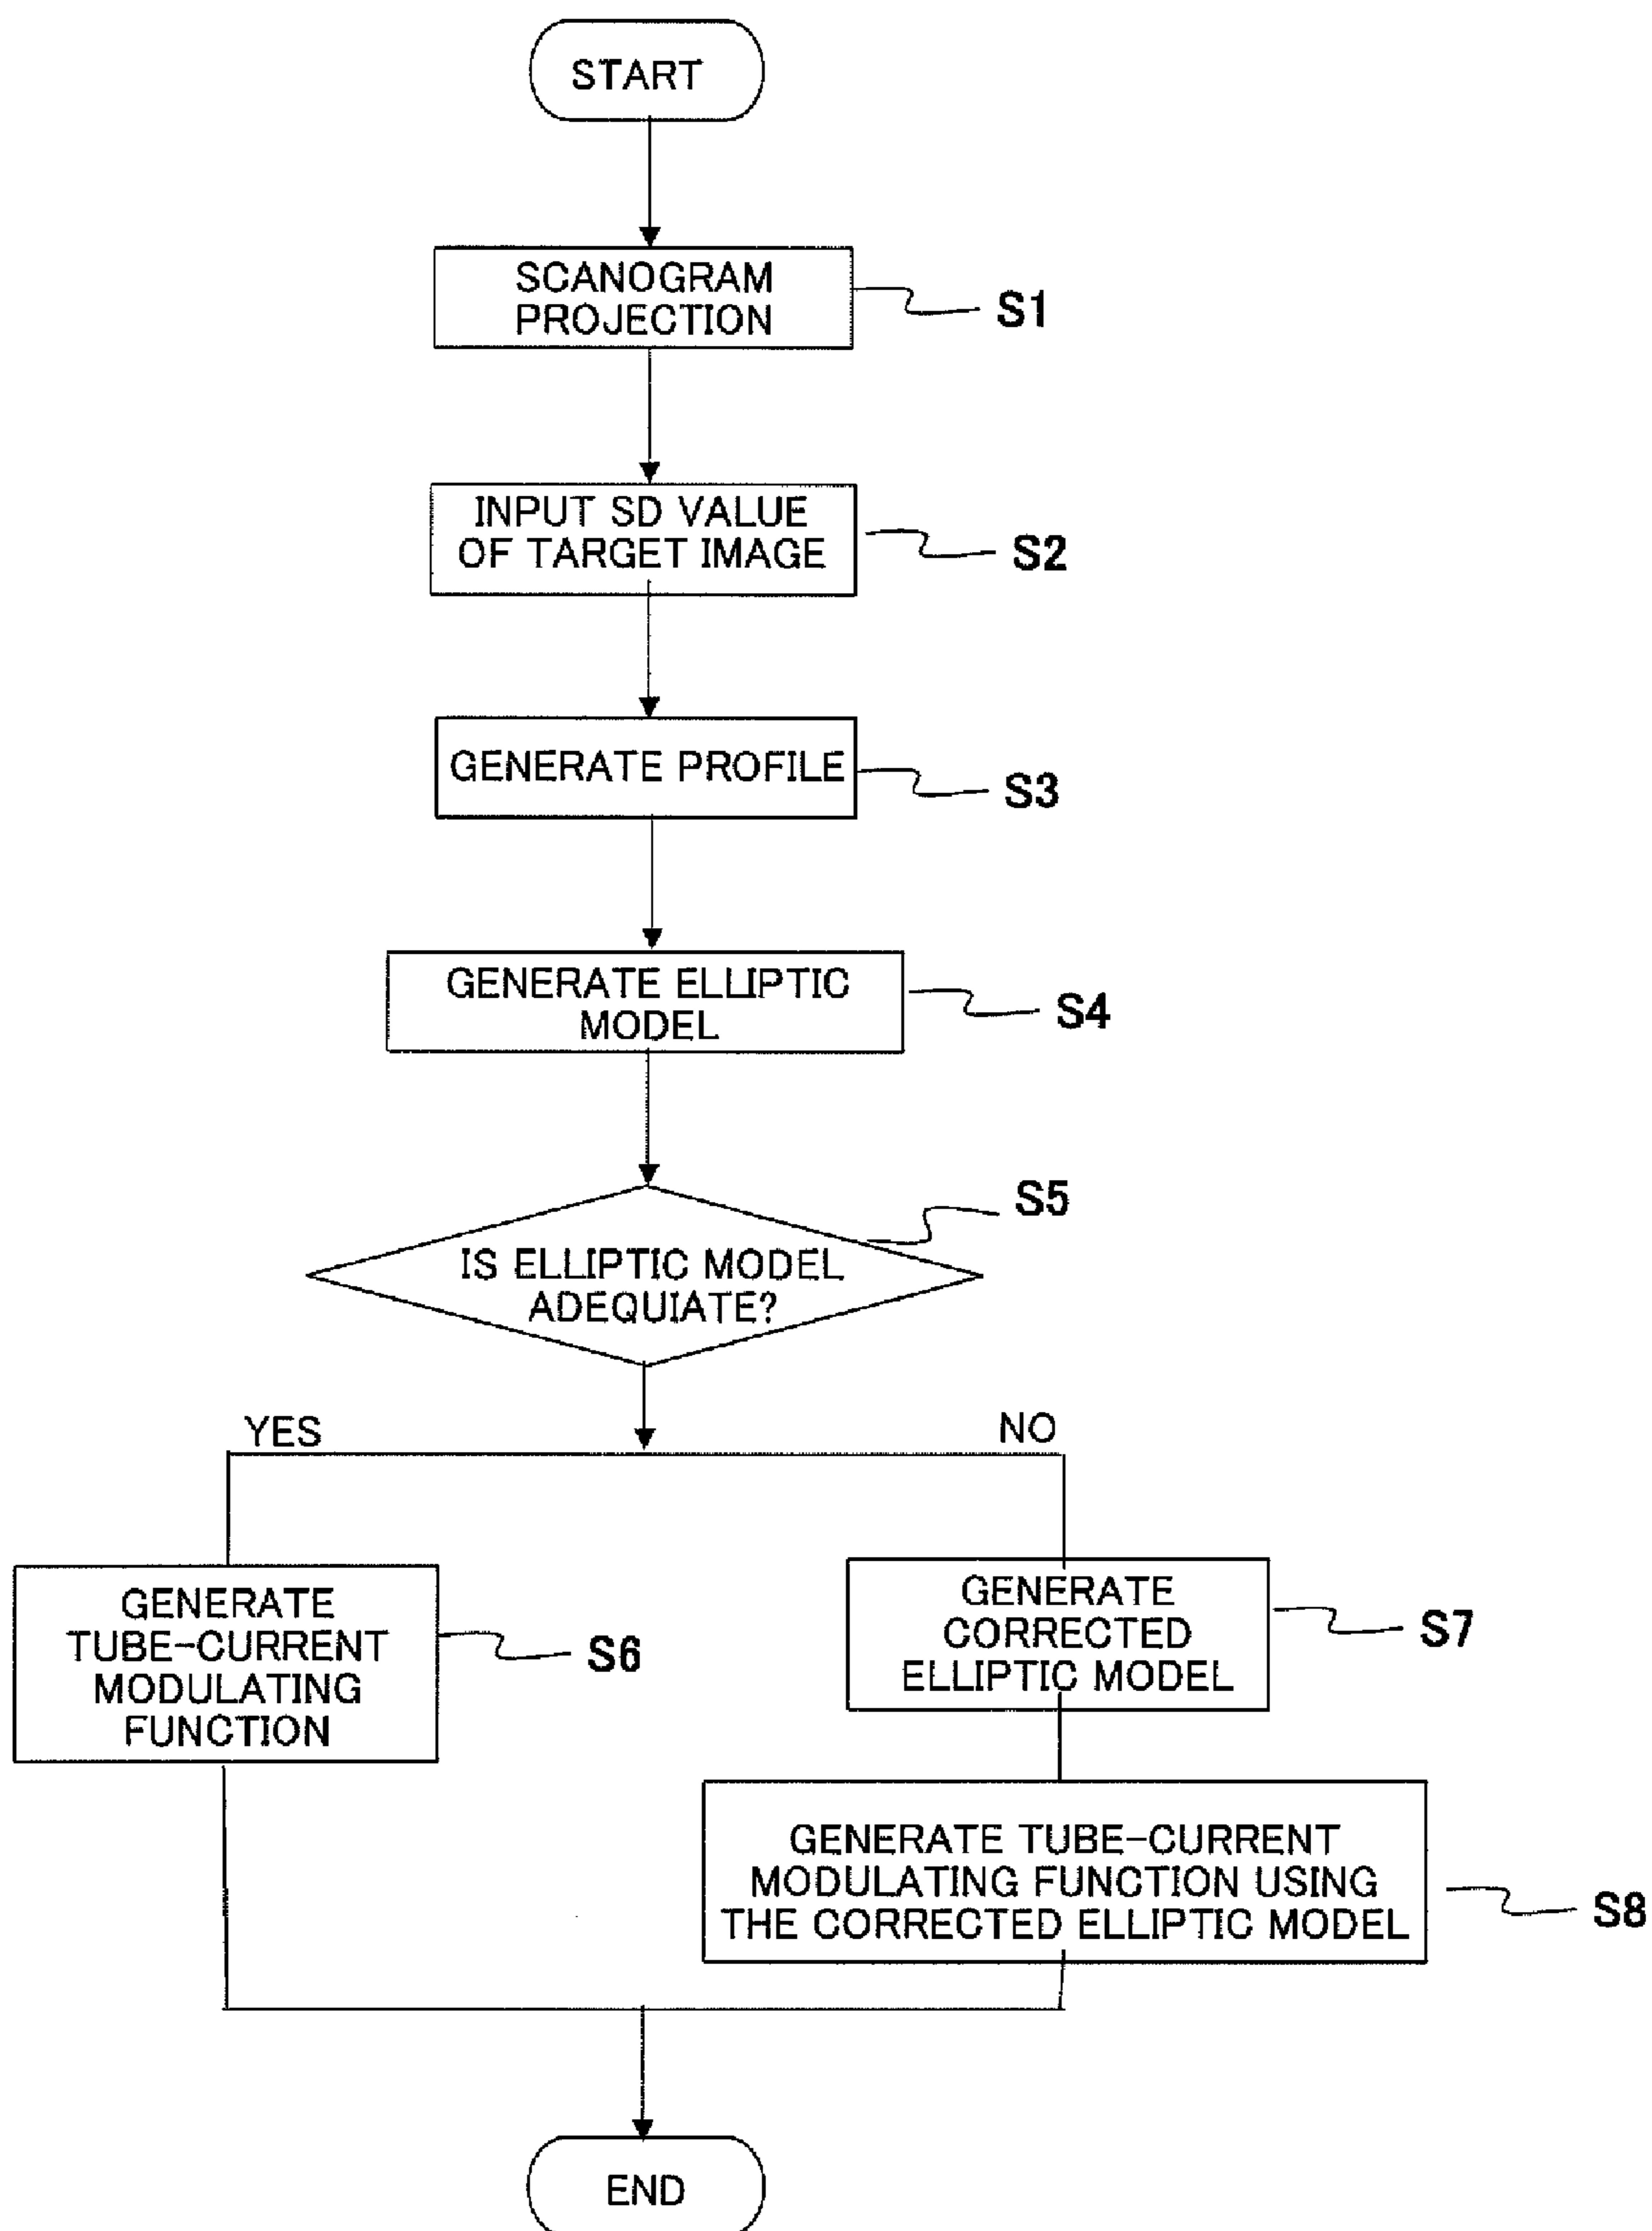 START
SCANOGRAM
PROJECTION
S1
INPUT SD VALUE
OF TARGET IMAGE
S2
GENERATE PROFILE
S3
GENERATE ELLIPTIC
MODEL
S4
S5
IS ELLIPTIC MODEL
ADEQUIATE?
YES
NO
GENERATE
TUBE-CURRENT
MODULATING
FUNCTION
S6
GENERATE
CORRECTED
ELLIPTIC MODEL
S7
GENERATE TUBE-CURRENT
MODULATING FUNCTION USING
THE CORRECTED ELLIPTIC MODEL
S8
END